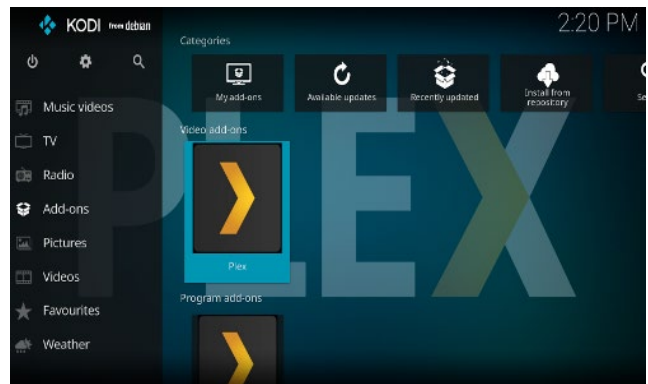 KODI from debian
2:20 PM
Categories
My add-ons
Available updates
Recently updated
Install from
repository
Se
Music videos
TV
Radio
Add-ons
Pictures
Videos
Favourites
Weather
Video add-ons
Plex
Program add-ons
PLEX